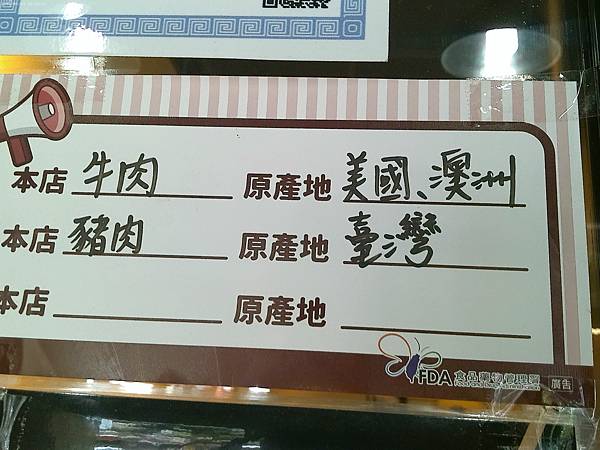 本店 牛肉 原產地 美國、澳洲
本店 豬肉 原產地 臺灣
本店 原產地
FDA 食品藥物管理署
廣告